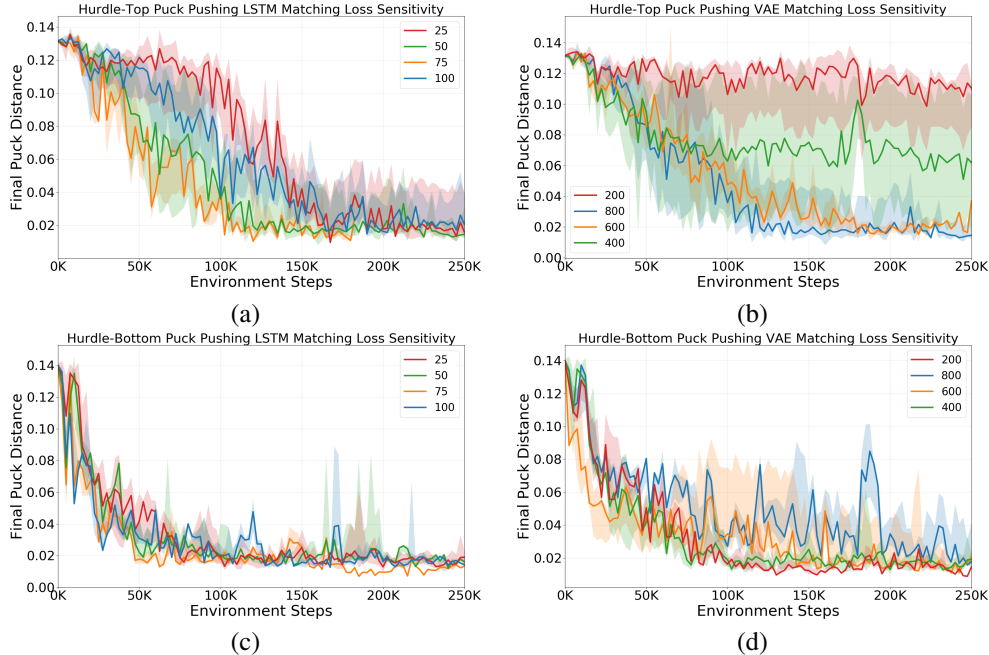 Hurdle-Top Puck Pushing LSTM Matching Loss Sensitivity
Final Puck Distance
0.14
0.12
0.10
0.08
0.06
0.04
0.02
25
50
75
100
0K 50K 100K 150K 200K 250K
Environment Steps
(a)
Hurdle-Top Puck Pushing VAE Matching Loss Sensitivity
Final Puck Distance
0.14
0.12
0.10
0.08
0.06
0.04
0.02
0.00
200
800
600
400
0K 50K 100K 150K 200K 250K
Environment Steps
(b)
Hurdle-Bottom Puck Pushing LSTM Matching Loss Sensitivity
Final Puck Distance
0.14
0.12
0.10
0.08
0.06
0.04
0.02
0.00
25
50
75
100
0K 50K 100K 150K 200K 250K
Environment Steps
(c)
Hurdle-Bottom Puck Pushing VAE Matching Loss Sensitivity
Final Puck Distance
0.14
0.12
0.10
0.08
0.06
0.04
0.02
200
800
600
400
0K 50K 100K 150K 200K 250K
Environment Steps
(d)